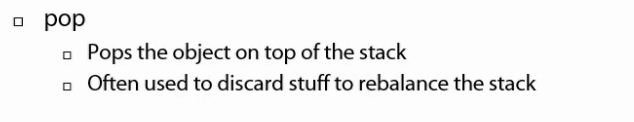 pop
Pops the object on top of the stack
Often used to discard stuff to rebalance the stack